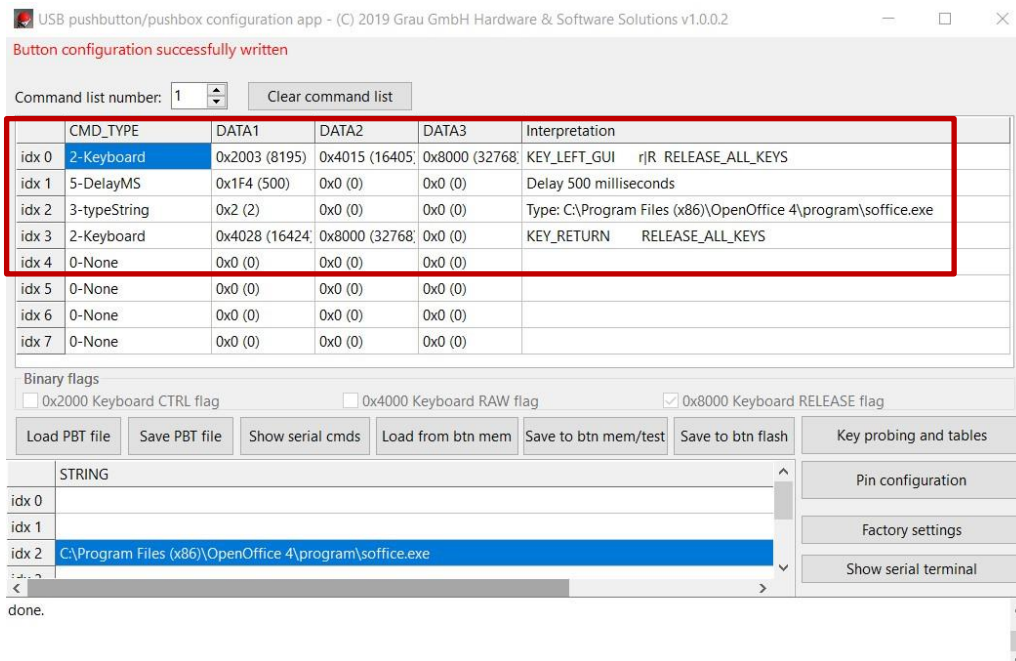 USB pushbutton/pushbox configuration app - (C) 2019 Grau GmbH Hardware & Software Solutions v1.0.0.2
Button configuration successfully written
Command list number: 1 Clear command list
CMD_TYPE DATA1 DATA2 DATA3 Interpretation
idx 0 2-Keyboard 0x2003 (8195) 0x4015 (16405) 0x8000 (32768) KEY_LEFT_GUI r|R RELEASE_ALL_KEYS
idx 1 5-DelayMS 0x1F4 (500) 0x0 (0) 0x0 (0) Delay 500 milliseconds
idx 2 3-typeString 0x2 (2) 0x0 (0) 0x0 (0) Type: C:\Program Files (x86)\OpenOffice 4\program\soffice.exe
idx 3 2-Keyboard 0x4028 (16424) 0x8000 (32768) 0x0 (0) KEY_RETURN RELEASE_ALL_KEYS
idx 4 0-None 0x0 (0) 0x0 (0) 0x0 (0)
idx 5 0-None 0x0 (0) 0x0 (0) 0x0 (0)
idx 6 0-None 0x0 (0) 0x0 (0) 0x0 (0)
idx 7 0-None 0x0 (0) 0x0 (0) 0x0 (0)
Binary flags
0x2000 Keyboard CTRL flag 0x4000 Keyboard RAW flag 0x8000 Keyboard RELEASE flag
Load PBT file Save PBT file Show serial cmds Load from btn mem Save to btn mem/test Save to btn flash Key probing and tables
STRING
Pin configuration
idx 0
idx 1
Factory settings
idx 2 C:\Program Files (x86)\OpenOffice 4\program\soffice.exe
Show serial terminal
done.